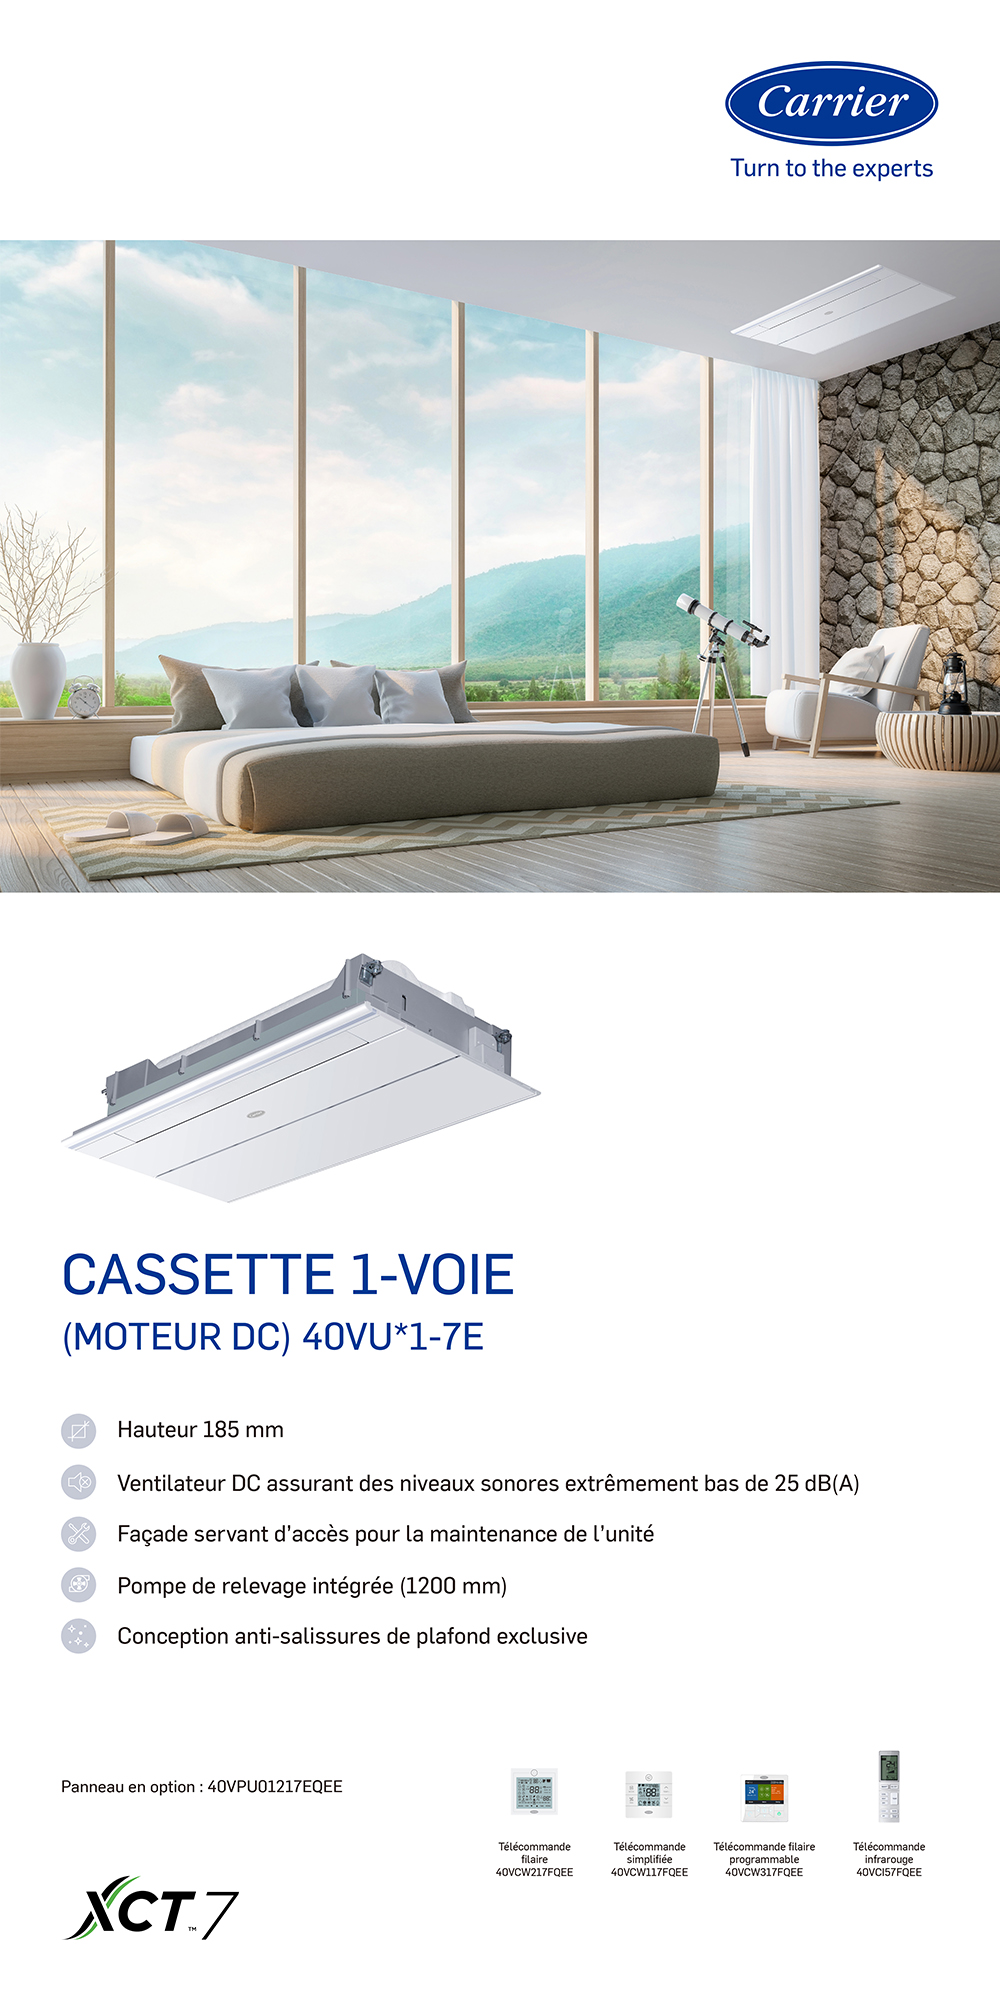 Carrier
Turn to the experts
Carrier
CASSETTE 1-VOIE
(MOTEUR DC) 40VU*1-7E
Hauteur 185 mm
Ventilateur DC assurant des niveaux sonores extrêmement bas de 25 dB(A)
Façade servant d’accès pour la maintenance de l’unité
Pompe de relevage intégrée (1200 mm)
Conception anti-salissures de plafond exclusive
Panneau en option : 40VPU01217EQEE
Télécommande
filaire
40VCW217FQEE
Télécommande
simplifiée
40VCW117FQEE
Télécommande filaire
programmable
40VCW317FQEE
Télécommande
infrarouge
40VCI57FQEE
XCT™7